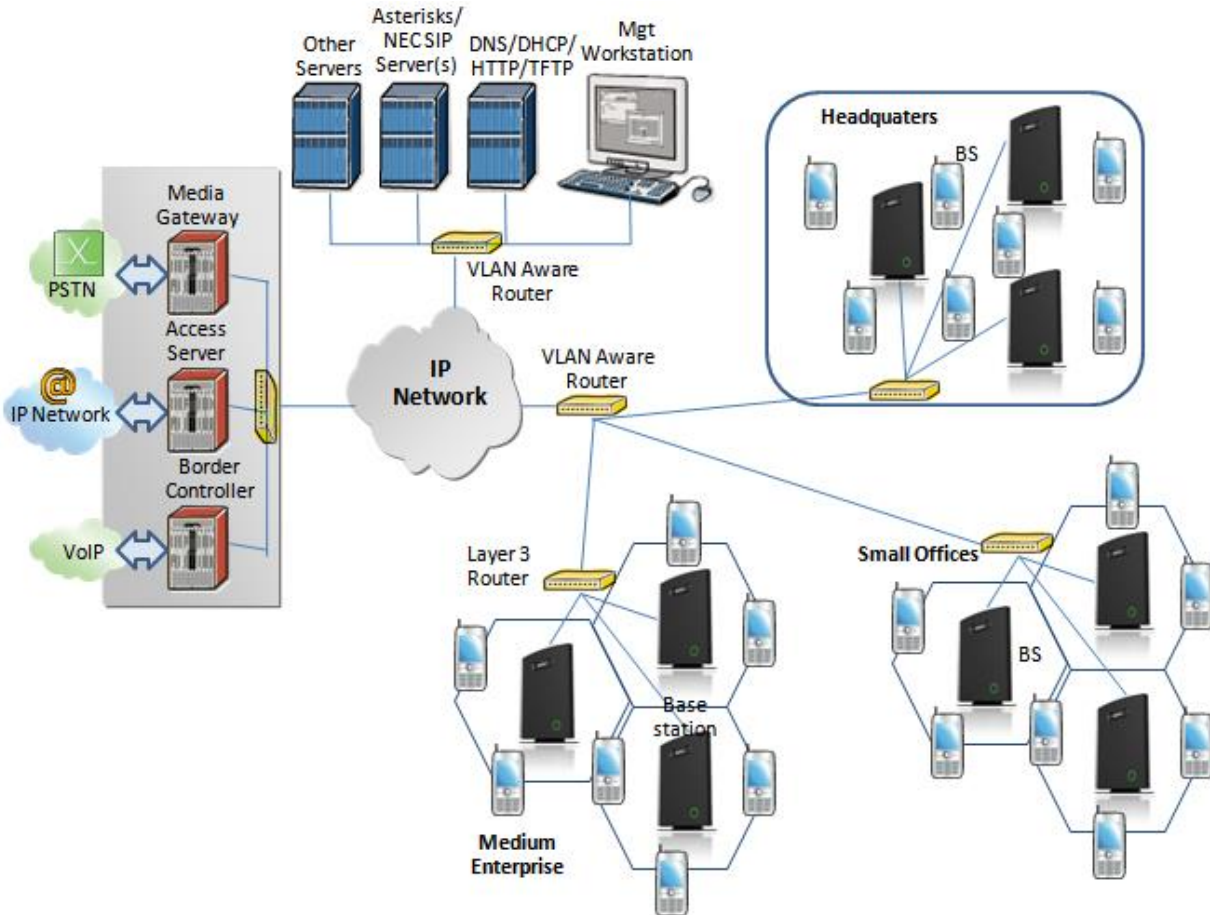 Other
Servers
Asterisks/
NEC SIP
Server(s)
DNS/DHCP/
HTTP/TFTP
Mgt
Workstation
Headquaters
BS
Media
Gateway
PSTN
VLAN Aware
Router
Access
Server
@
IP Network
IP
Network
VLAN Aware
Router
Border
Controller
VoIP
Layer 3
Router
Small Offices
BS
Base
station
Medium
Enterprise